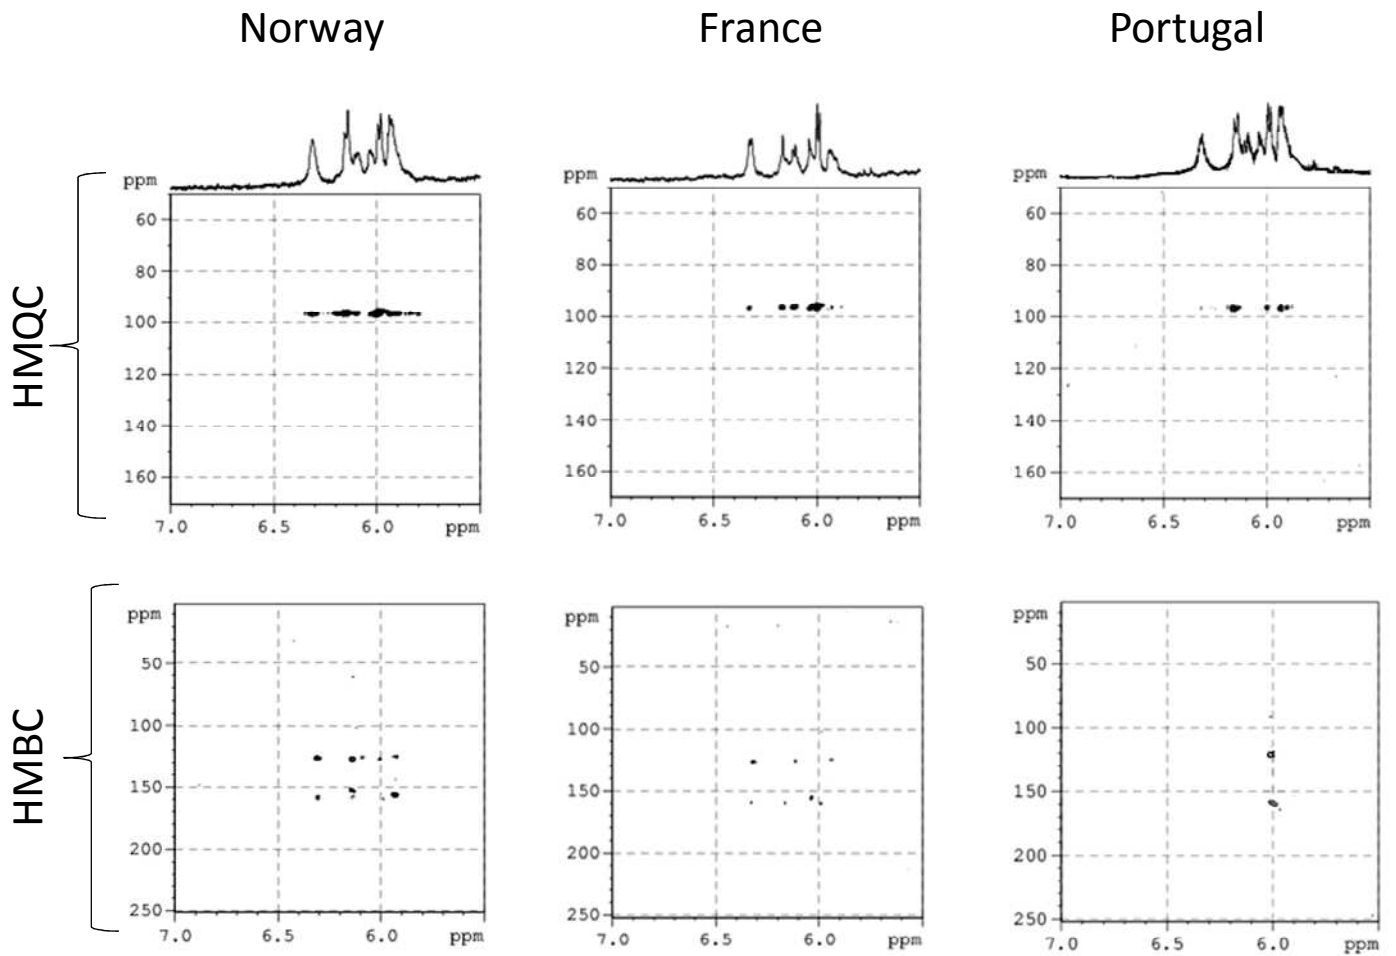 Norway France Portugal
HMQC
ppm ppm ppm
60 60 60
80 80 80
100 100 100
120 120 120
140 140 140
160 160 160
7.0 6.5 6.0 ppm 7.0 6.5 6.0 ppm 7.0 6.5 6.0 ppm
HMBC
ppm ppm ppm
50 50 50
100 100 100
150 150 150
200 200 200
250 250 250
7.0 6.5 6.0 ppm 7.0 6.5 6.0 ppm 7.0 6.5 6.0 ppm